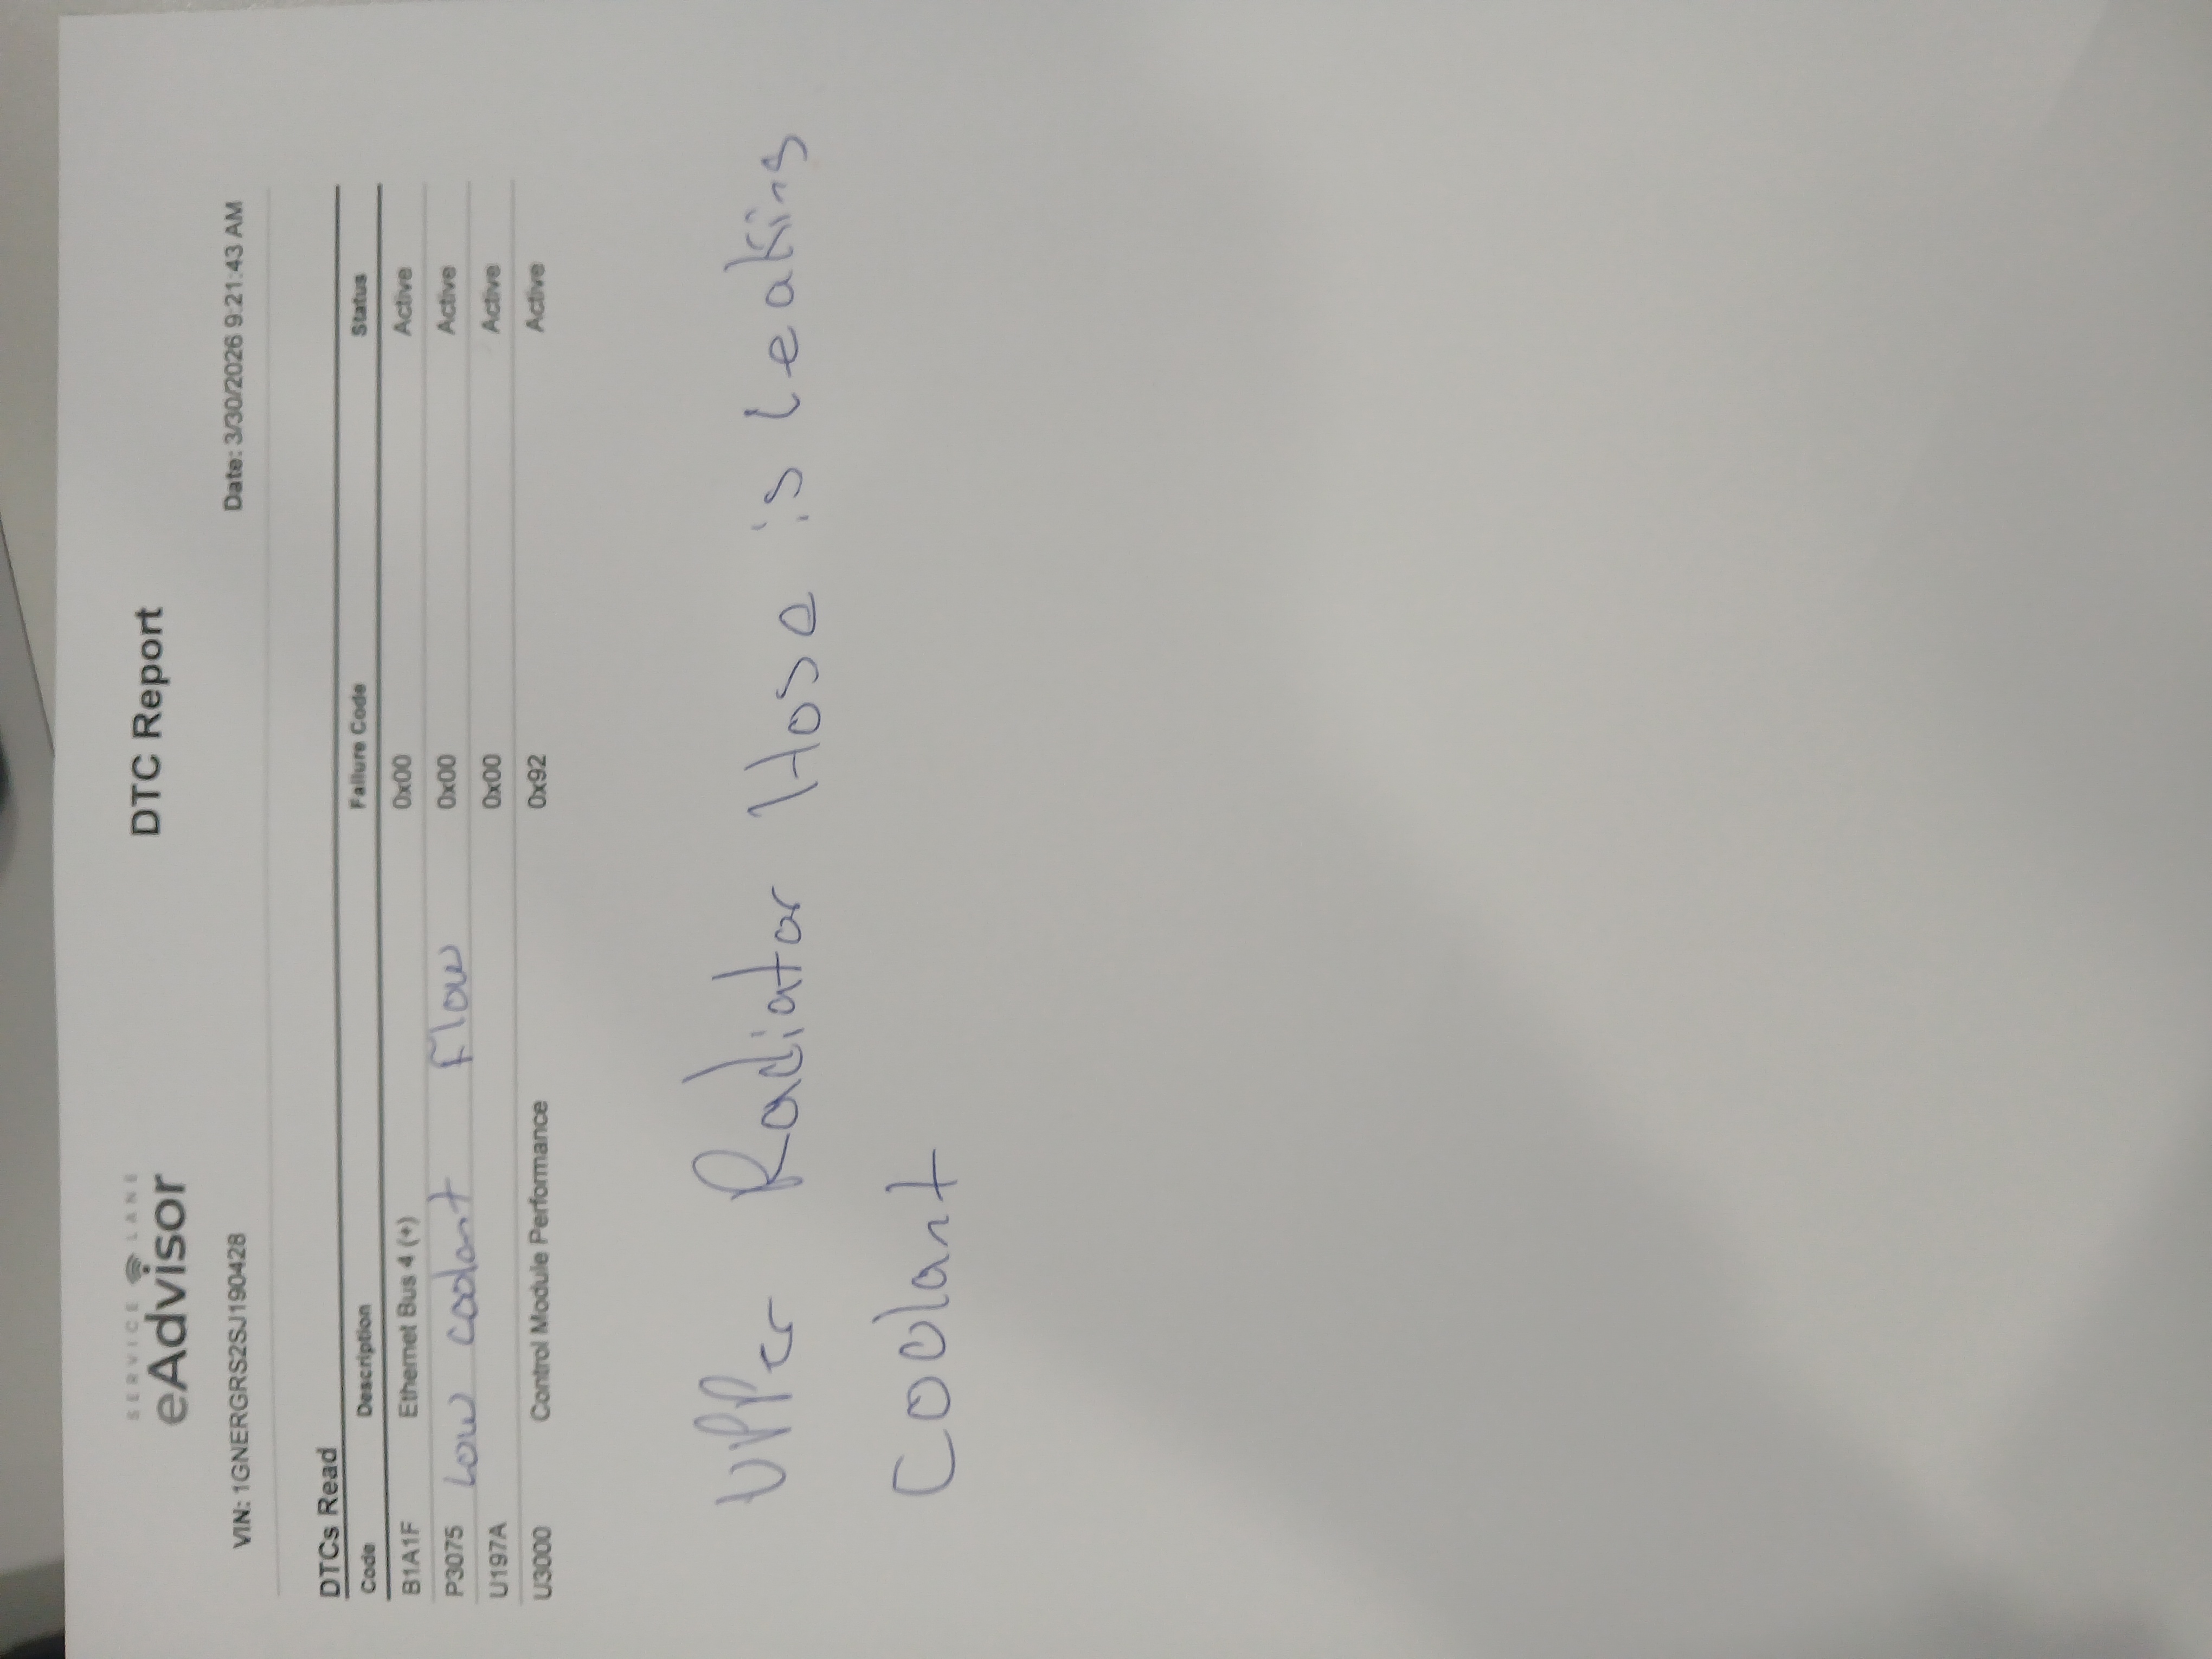 SERVICE LANE
eAdvisor
DTC Report
VIN: 1GNERGRS2SJ190428 Date: 3/30/2026 9:21:43 AM
DTCs Read
Code Description Failure Code Status
B1A1F Ethernet Bus 4 (+) 0x00 Active
P3075 Low coolant Flow 0x00 Active
U197A 0x00 Active
U3000 Control Module Performance 0x92 Active
Upper Radiator Hose is leaking
Coolant